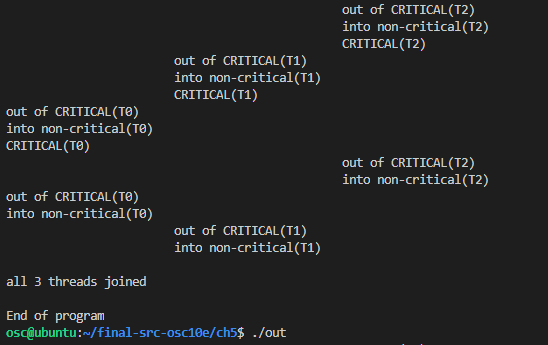 out of CRITICAL(T2)
into non-critical(T2)
CRITICAL(T2)
out of CRITICAL(T1)
into non-critical(T1)
CRITICAL(T1)
out of CRITICAL(T0)
into non-critical(T0)
CRITICAL(T0)
out of CRITICAL(T2)
into non-critical(T2)
out of CRITICAL(T0)
into non-critical(T0)
out of CRITICAL(T1)
into non-critical(T1)
all 3 threads joined
End of program
osc@ubuntu:~/final-src-osc10e/ch5$ ./out